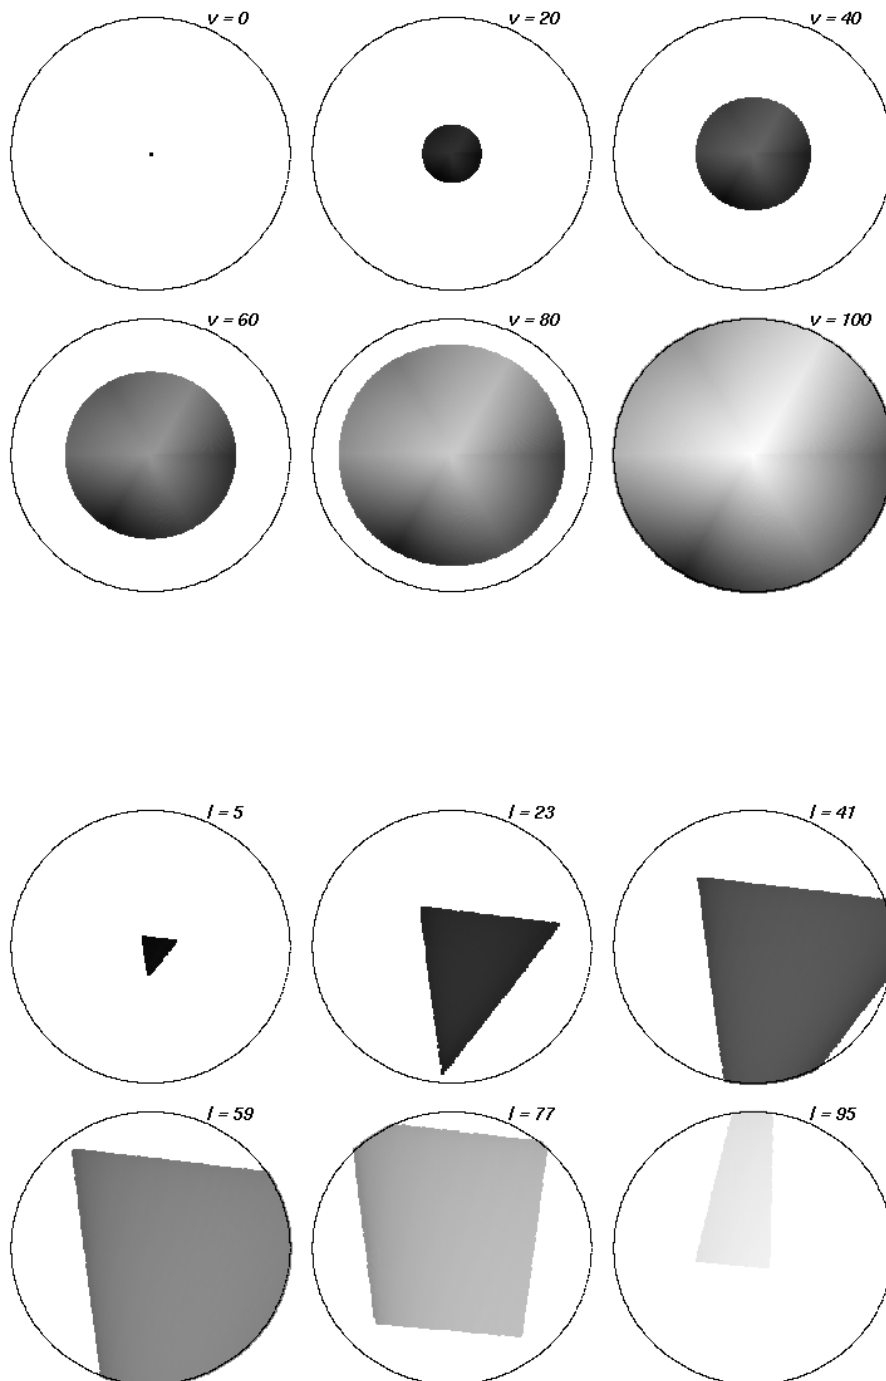 v = 0
v = 20
v = 40
v = 60
v = 80
v = 100
l = 5
l = 23
l = 41
l = 59
l = 77
l = 95